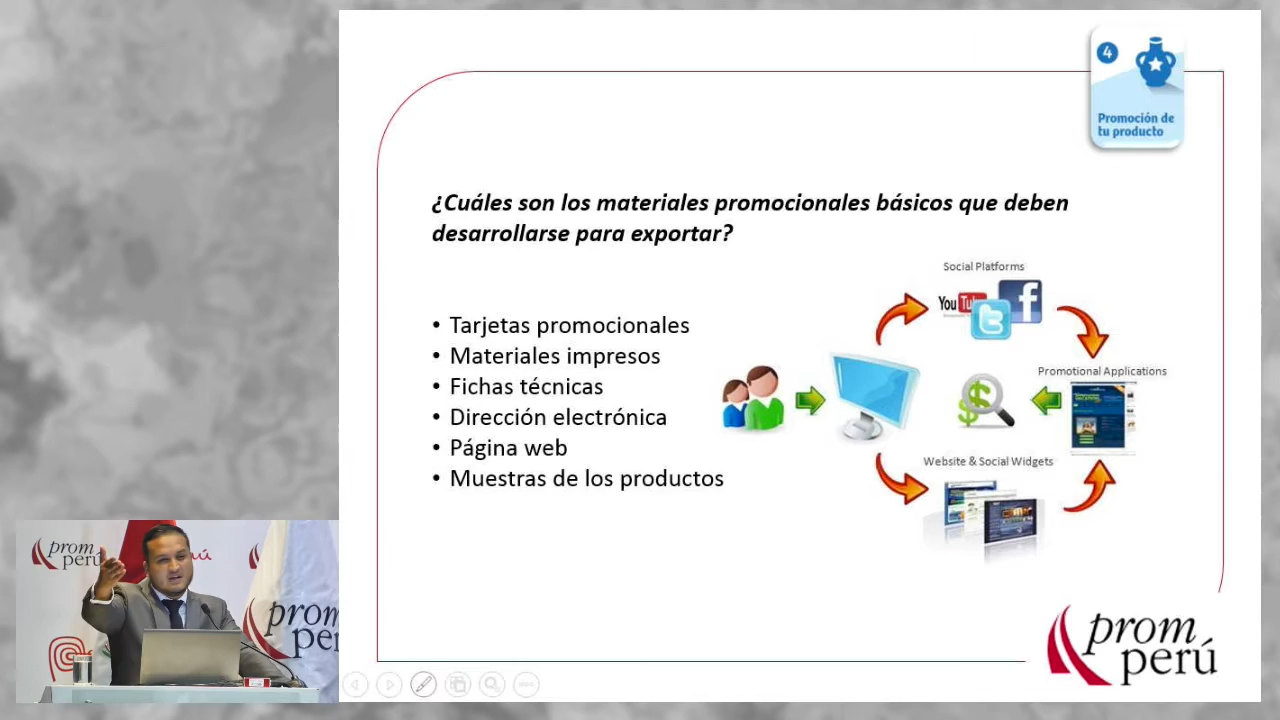 4
Promoción de
tu producto
¿Cuáles son los materiales promocionales básicos que deben
desarrollarse para exportar?
• Tarjetas promocionales
• Materiales impresos
• Fichas técnicas
• Dirección electrónica
• Página web
• Muestras de los productos
Social Platforms
You Tube
f
t
Promotional Applications
Website & Social Widgets
prom
perú
prom
perú
prom
pe